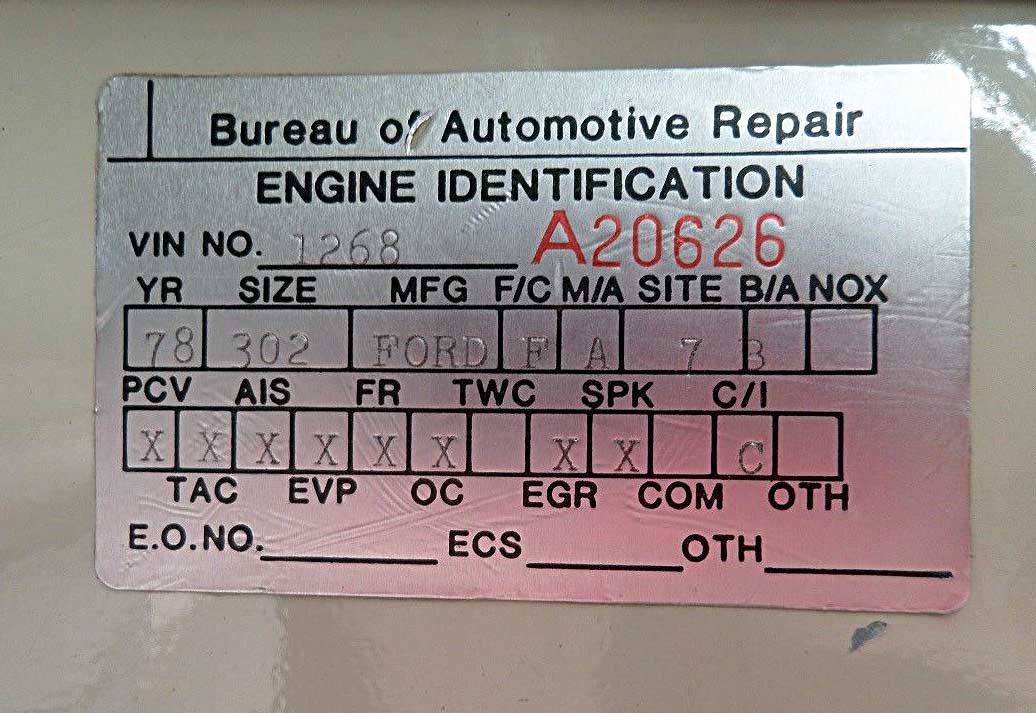 Bureau of Automotive Repair
ENGINE IDENTIFICATION
VIN NO. 1268 A20626
YR SIZE MFG F/C M/A SITE B/A NOX
78 302 FORD F A 7 B
PCV AIS FR TWC SPK C/I
X X X X X X X X C
TAC EVP OC EGR COM OTH
E.O.NO. ECS OTH